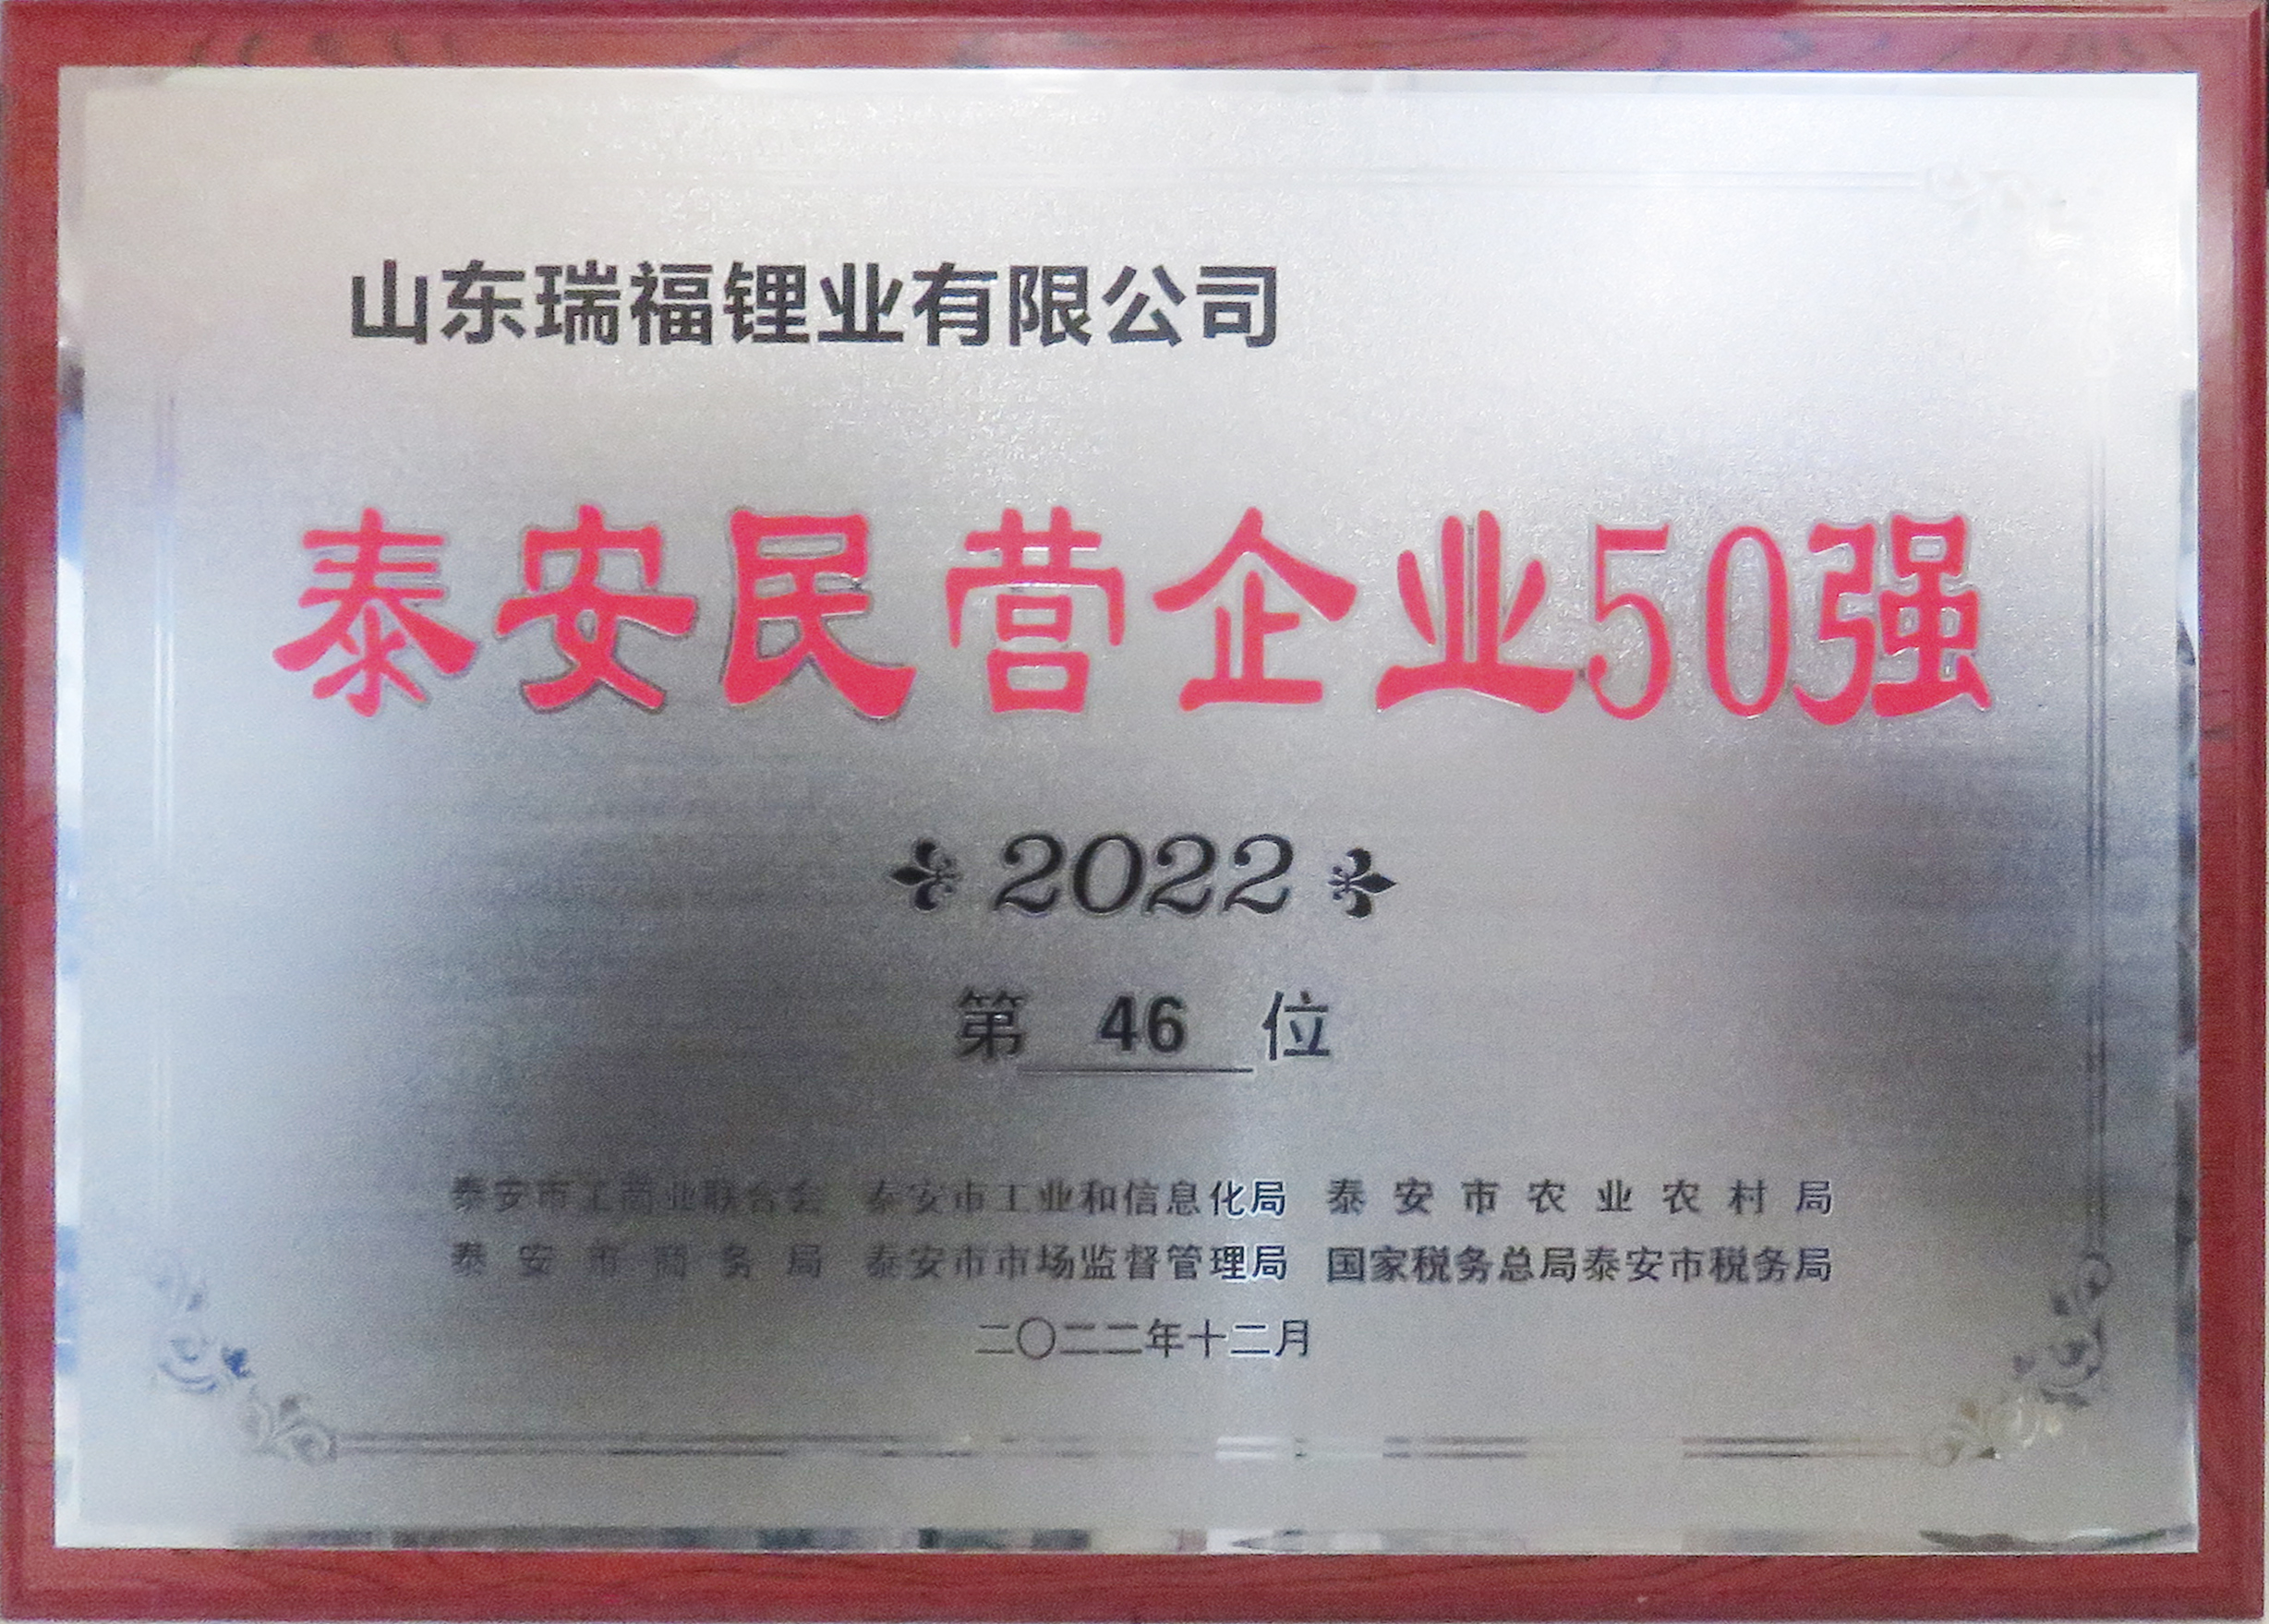 山东瑞福锂业有限公司
泰安民营企业50强
2022
第 46 位
泰安市工商业联合会 泰安市工业和信息化局 泰安市农业农村局
泰安市商务局 泰安市市场监督管理局 国家税务总局泰安市税务局
二〇二二年十二月